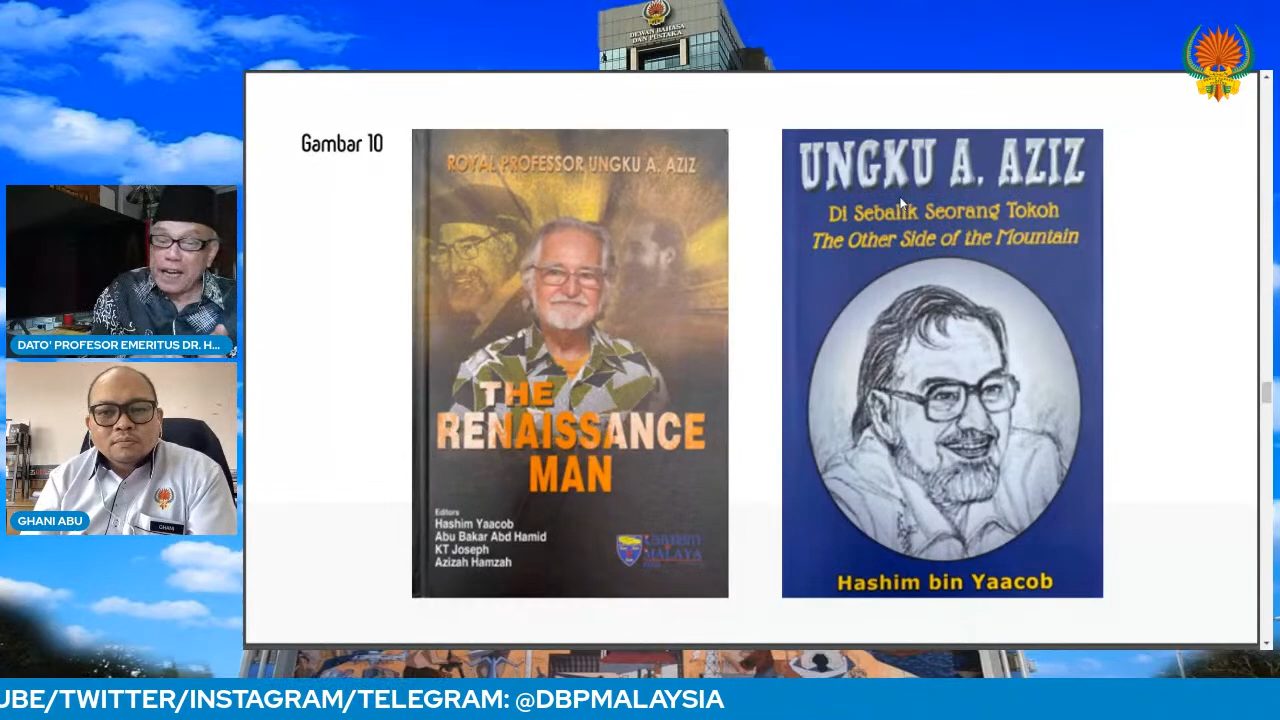 DEWAN BAHASA
DAN PUSTAKA
Gambar 10
ROYAL PROFESSOR UNGKU A. AZIZ
THE
RENAISSANCE
MAN
Editors
Hashim Yaacob
Abu Bakar Abd Hamid
KT Joseph
Azizah Hamzah
UNIVERSITY
OF MALAYA
UNGKU A. AZIZ
Di Sebalik Seorang Tokoh
The Other Side of the Mountain
Hashim bin Yaacob
DATO' PROFESOR EMERITUS DR. H...
GHANI
GHANI ABU
UBE/TWITTER/INSTAGRAM/TELEGRAM: @DBPMALAYSIA